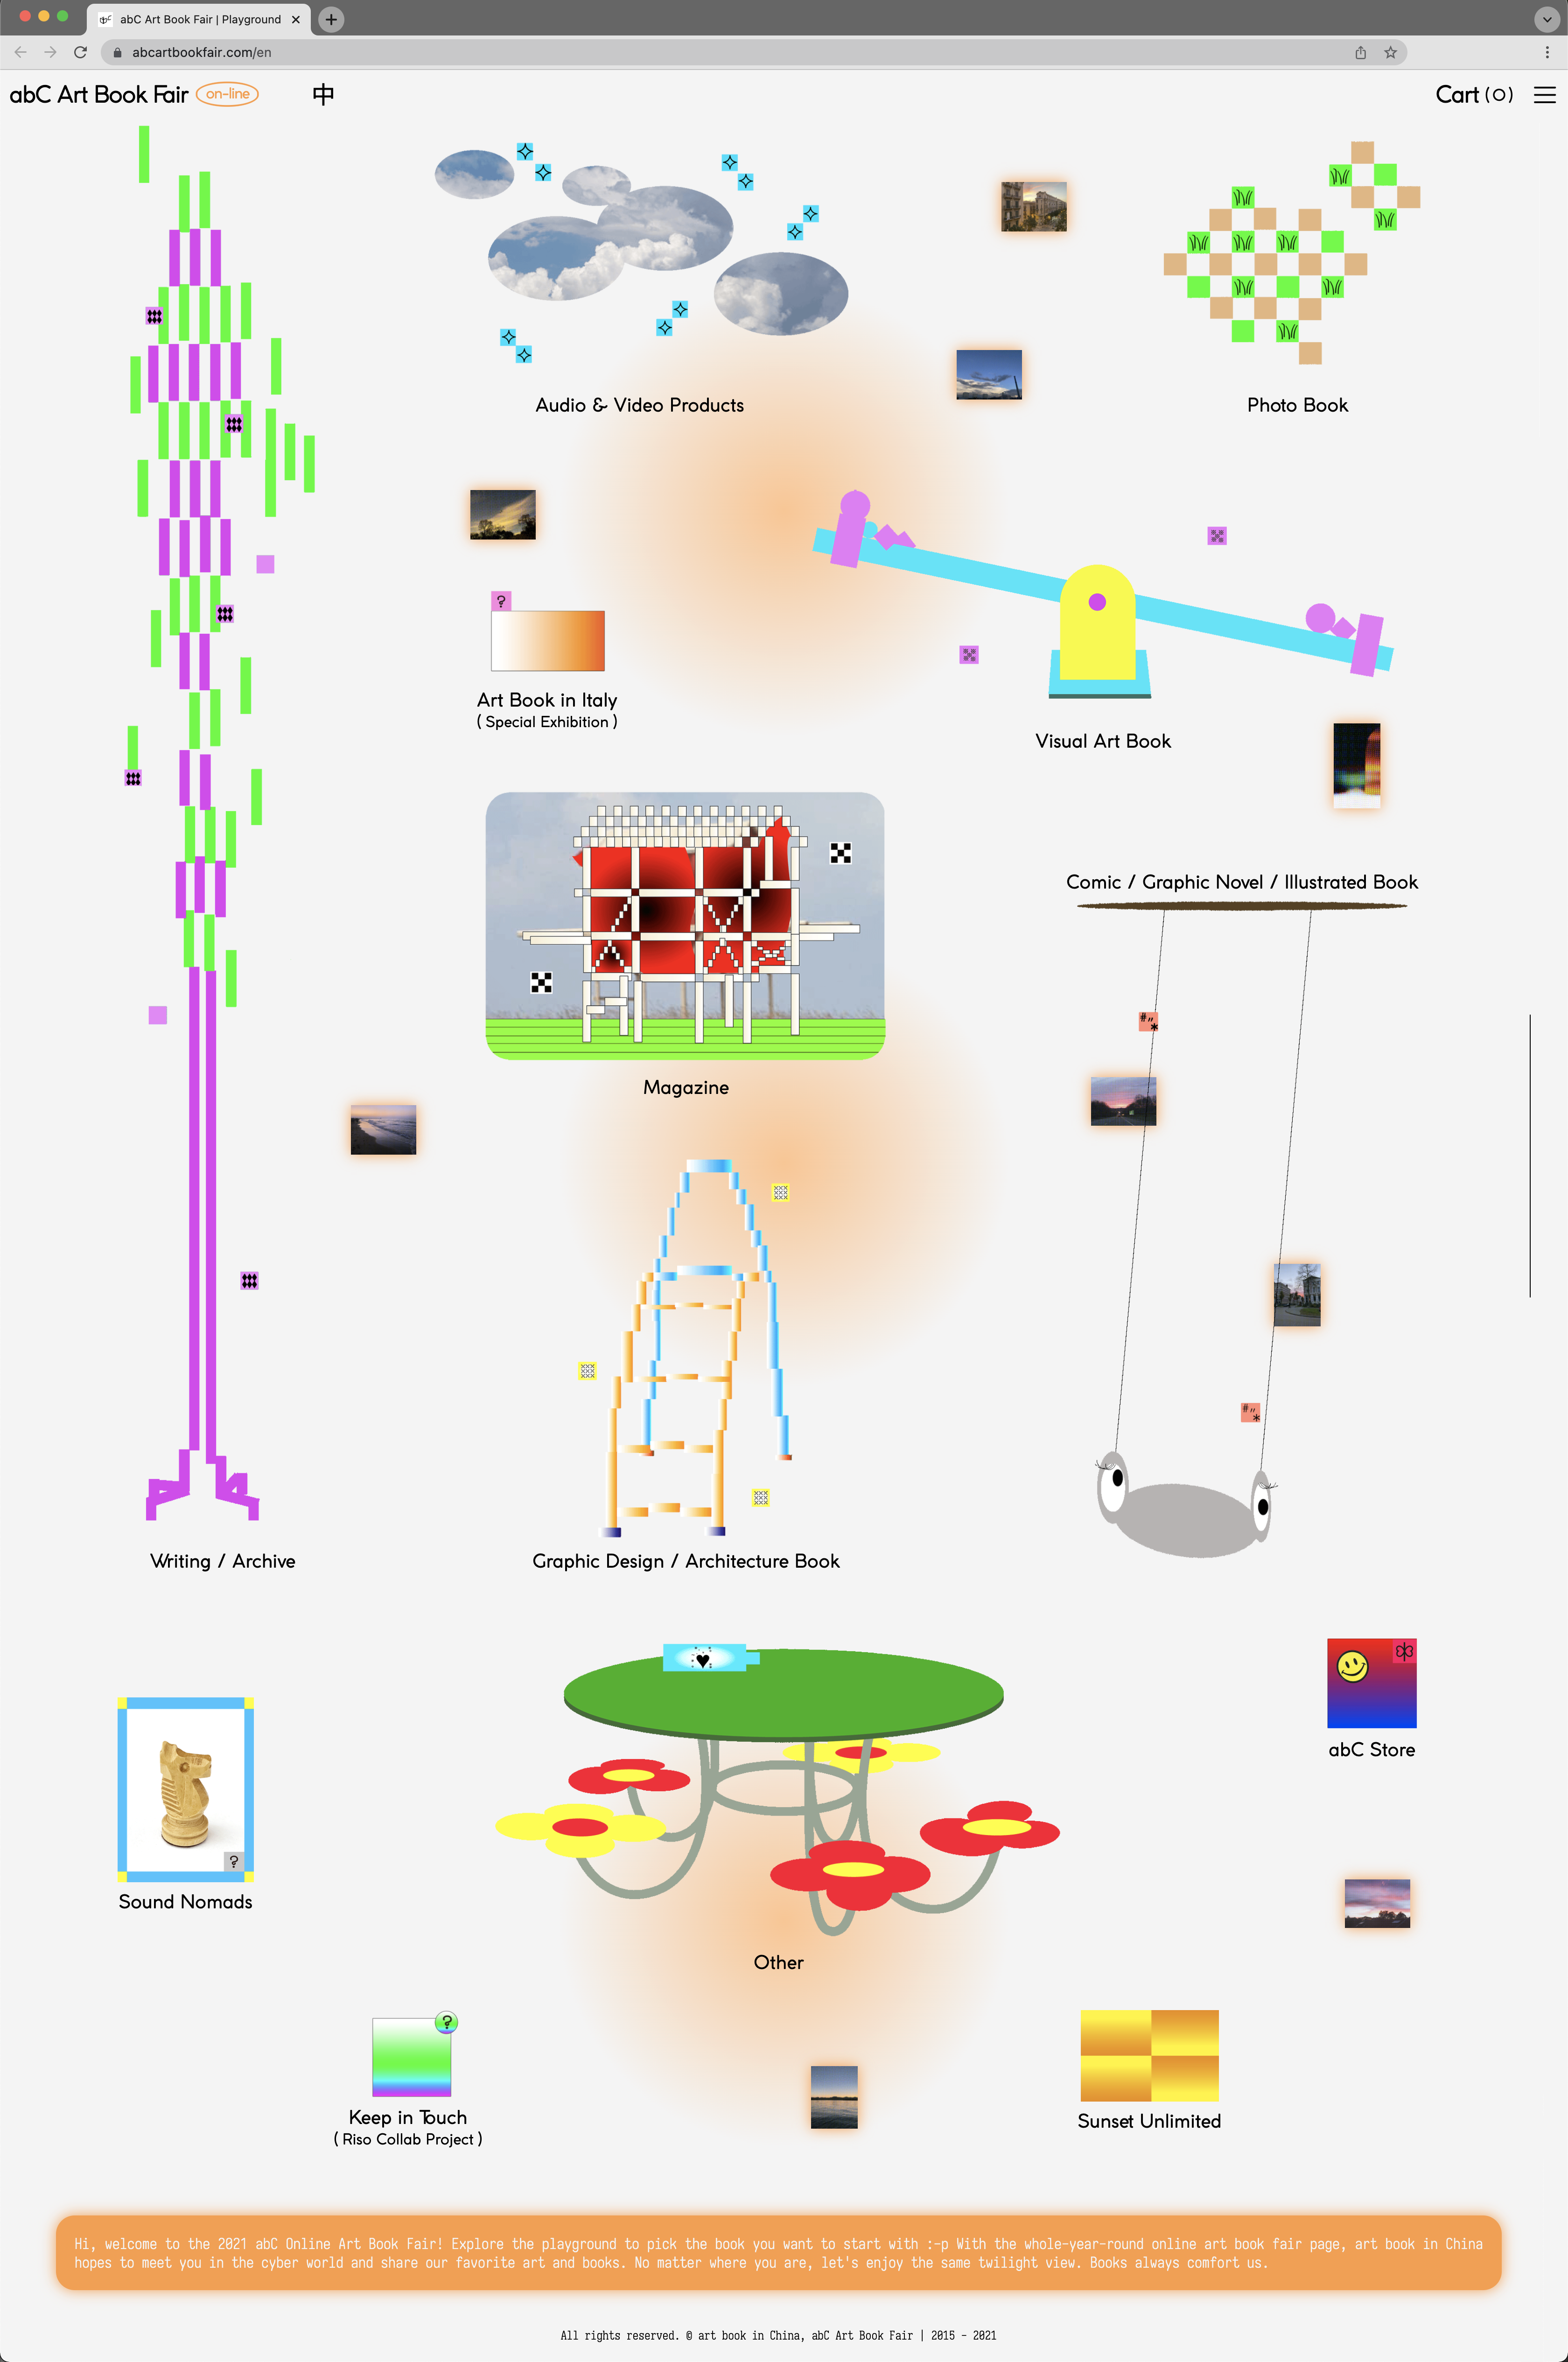 abC Art Book Fair | Playground
abcartbookfair.com/en
abC Art Book Fair on-line 中
Cart (0)
Audio & Video Products
Photo Book
?
Art Book in Italy
( Special Exhibition )
Visual Art Book
Comic / Graphic Novel / Illustrated Book
Magazine
Writing / Archive
Graphic Design / Architecture Book
abC Store
?
Sound Nomads
Other
?
Keep in Touch
( Riso Collab Project )
Sunset Unlimited
Hi, welcome to the 2021 abC Online Art Book Fair! Explore the playground to pick the book you want to start with :-p With the whole-year-round online art book fair page, art book in China
hopes to meet you in the cyber world and share our favorite art and books. No matter where you are, let's enjoy the same twilight view. Books always comfort us.
All rights reserved. © art book in China, abC Art Book Fair | 2015 - 2021